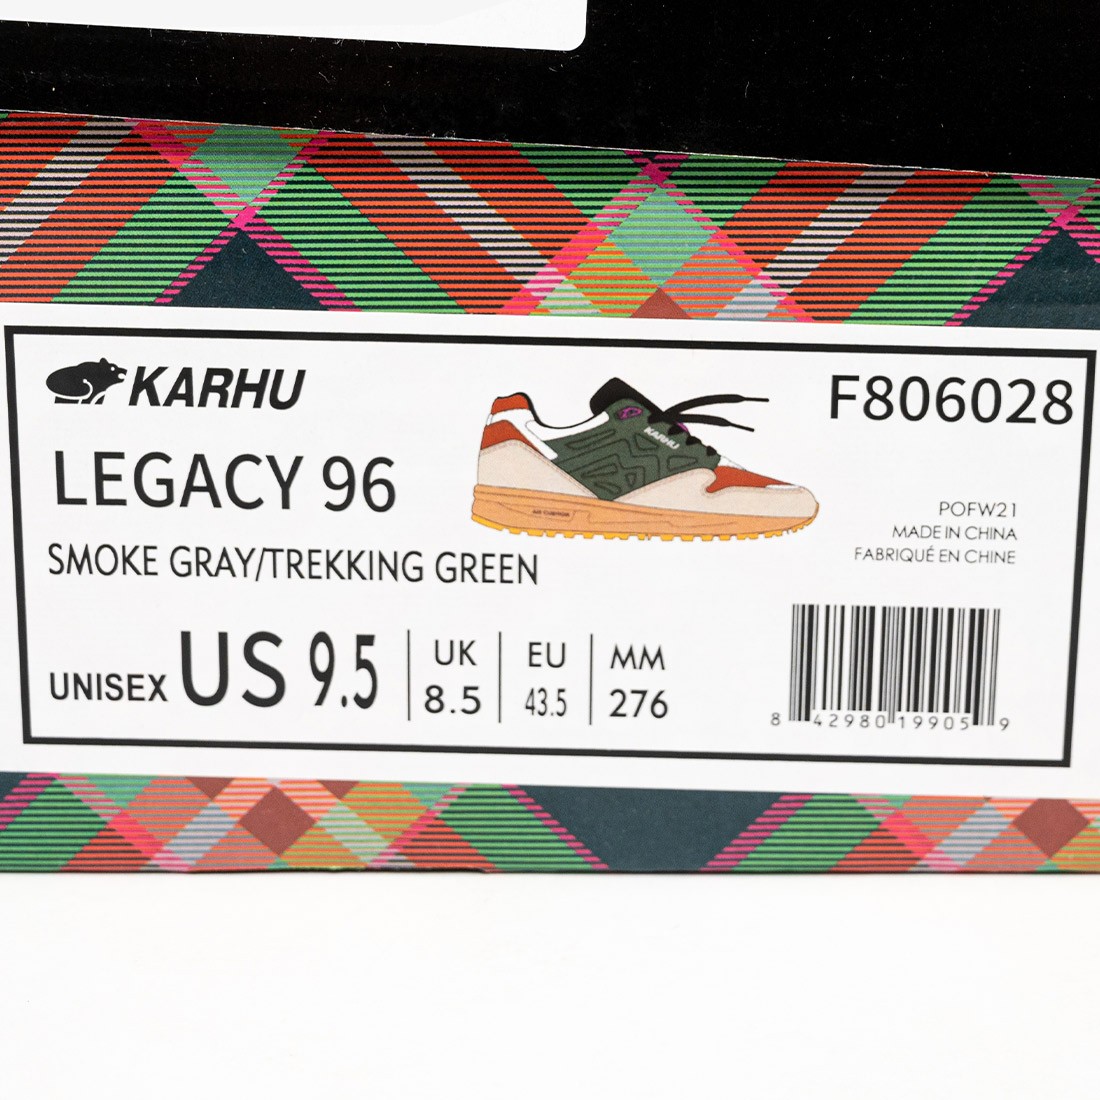 KARHU
F806028
LEGACY 96
KARHU
SMOKE GRAY/TREKKING GREEN
POFW21
MADE IN CHINA
FABRIQUÉ EN CHINE
UNISEX US 9.5
UK 8.5
EU 43.5
MM 276
8 42980 19905 9